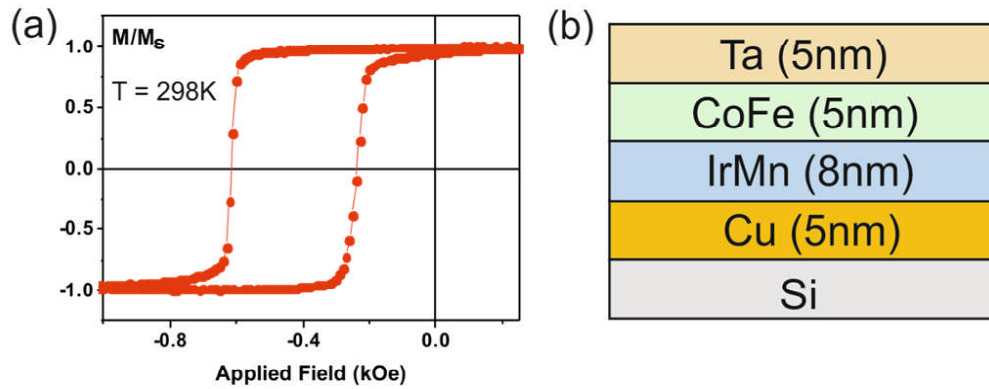 (a)
M/Ms
T = 298K
1.0
0.5
0.0
-0.5
-1.0
-0.8
-0.4
0.0
Applied Field (kOe)
(b)
Ta (5nm)
CoFe (5nm)
IrMn (8nm)
Cu (5nm)
Si